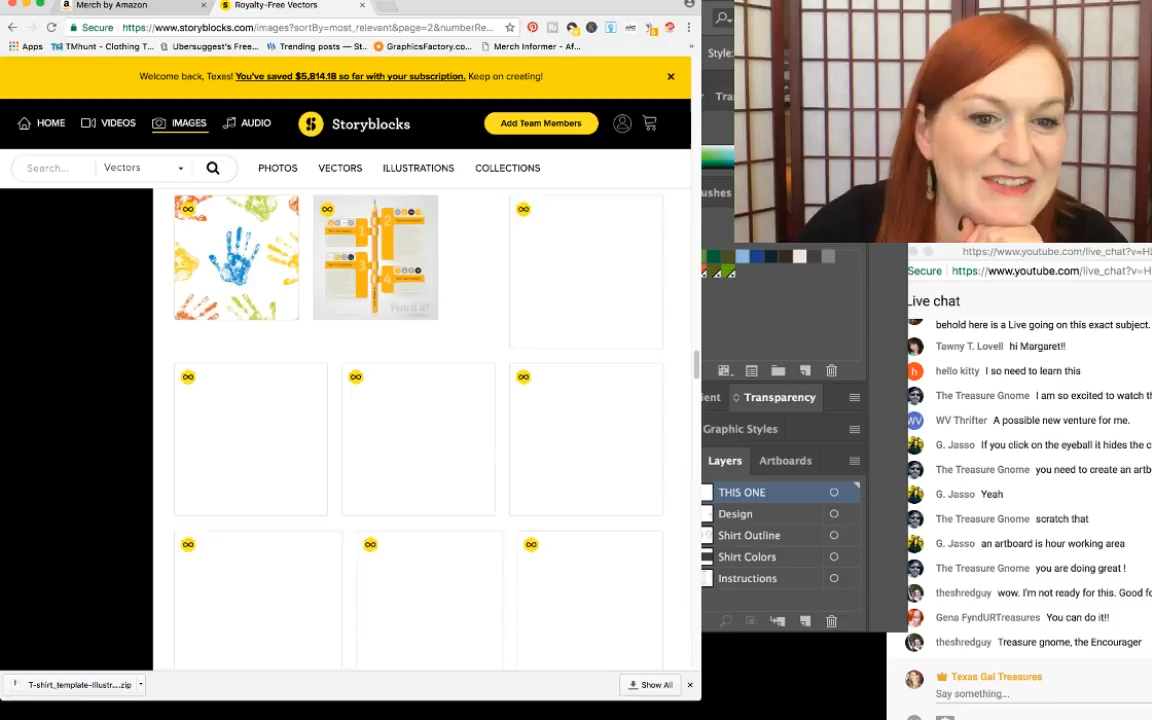 Merch by Amazon
Royalty-Free Vectors
Secure https://www.storyblocks.com/images?sortBy=most_relevant&page=2&numberRe...
Apps TMhunt - Clothing T... Ubersuggest's Free... Trending posts — St... GraphicsFactory.co... Merch Informer - Af...
Welcome back, Texas! You've saved $5,814.18 so far with your subscription. Keep on creating!
HOME VIDEOS IMAGES AUDIO Storyblocks Add Team Members
Search... Vectors PHOTOS VECTORS ILLUSTRATIONS COLLECTIONS
Pencil it!
T-shirt_template-Illustr....zip
Show All
Style:
Tra
ushes
ient Transparency
Graphic Styles
Layers Artboards
THIS ONE
Design
Shirt Outline
Shirt Colors
Instructions
https://www.youtube.com/live_chat?v=H
Secure https://www.youtube.com/live_chat?v=H
Live chat
behold here is a Live going on this exact subject.
Tawny T. Lovell hi Margaret!!
hello kitty I so need to learn this
The Treasure Gnome I am so excited to watch th
WV Thrifter A possible new venture for me.
G. Jasso If you click on the eyeball it hides the c
The Treasure Gnome you need to create an artb
G. Jasso Yeah
The Treasure Gnome scratch that
G. Jasso an artboard is hour working area
The Treasure Gnome you are doing great !
theshredguy wow. I'm not ready for this. Good fo
Gena FyndURTreasures You can do it!!
theshredguy Treasure gnome, the Encourager
Texas Gal Treasures
Say something...